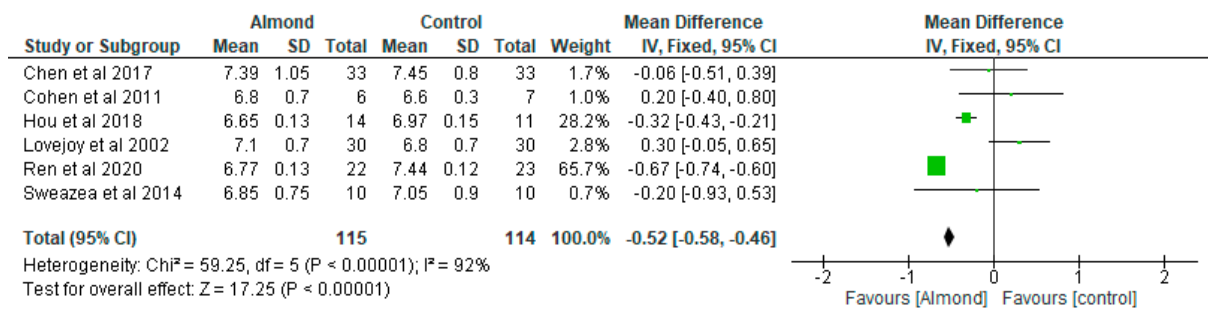 Almond Control Mean Difference Mean Difference
Study or Subgroup Mean SD Total Mean SD Total Weight IV, Fixed, 95% CI IV, Fixed, 95% CI
Chen et al 2017 7.39 1.05 33 7.45 0.8 33 1.7% -0.06 [-0.51, 0.39]
Cohen et al 2011 6.8 0.7 6 6.6 0.3 7 1.0% 0.20 [-0.40, 0.80]
Hou et al 2018 6.65 0.13 14 6.97 0.15 11 28.2% -0.32 [-0.43, -0.21]
Lovejoy et al 2002 7.1 0.7 30 6.8 0.7 30 2.8% 0.30 [-0.05, 0.65]
Ren et al 2020 6.77 0.13 22 7.44 0.12 23 65.7% -0.67 [-0.74, -0.60]
Sweazea et al 2014 6.85 0.75 10 7.05 0.9 10 0.7% -0.20 [-0.93, 0.53]
Total (95% CI) 115 114 100.0% -0.52 [-0.58, -0.46]
Heterogeneity: Chi² = 59.25, df = 5 (P < 0.00001); I² = 92%
Test for overall effect: Z = 17.25 (P < 0.00001)
-2 -1 0 1 2
Favours [Almond] Favours [control]